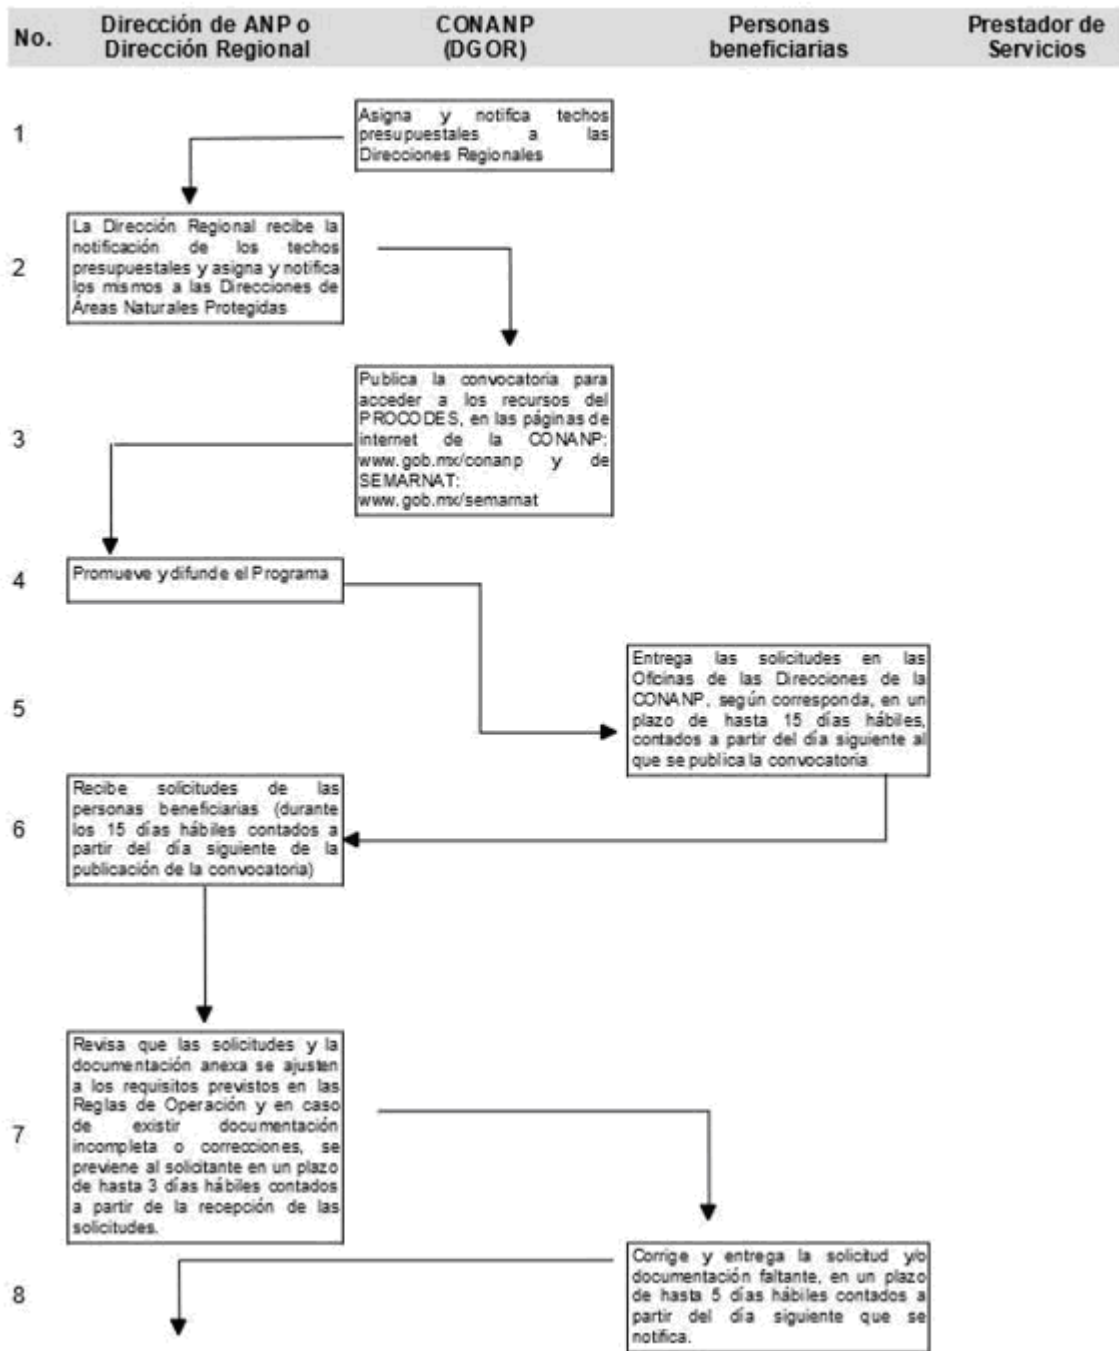 No.
Dirección de ANP o
Dirección Regional
CONANP
(DGOR)
Personas
beneficiarias
Prestador de
Servicios
1
Asigna y notifica techos
presupuestales a las
Direcciones Regionales
2
La Dirección Regional recibe la
notificación de los techos
presupuestales y asigna y notifica
los mismos a las Direcciones de
Áreas Naturales Protegidas
3
Publica la convocatoria para
acceder a los recursos del
PROCODES, en las páginas de
internet de la CONANP:
www.gob.mx/conanp y de
SEMARNAT:
www.gob.mx/semarnat
4
Promueve y difunde el Programa
5
Entrega las solicitudes en las
Oficinas de las Direcciones de la
CONANP, según corresponda, en un
plazo de hasta 15 días hábiles,
contados a partir del día siguiente al
que se publica la convocatoria
6
Recibe solicitudes de las
personas beneficiarias (durante
los 15 días hábiles contados a
partir del día siguiente de la
publicación de la convocatoria)
7
Revisa que las solicitudes y la
documentación anexa se ajusten
a los requisitos previstos en las
Reglas de Operación y en caso
de existir documentación
incompleta o correcciones, se
previene al solicitante en un plazo
de hasta 3 días hábiles contados
a partir de la recepción de las
solicitudes.
8
Corrige y entrega la solicitud y/o
documentación faltante, en un plazo
de hasta 5 días hábiles contados a
partir del día siguiente que se
notifica.